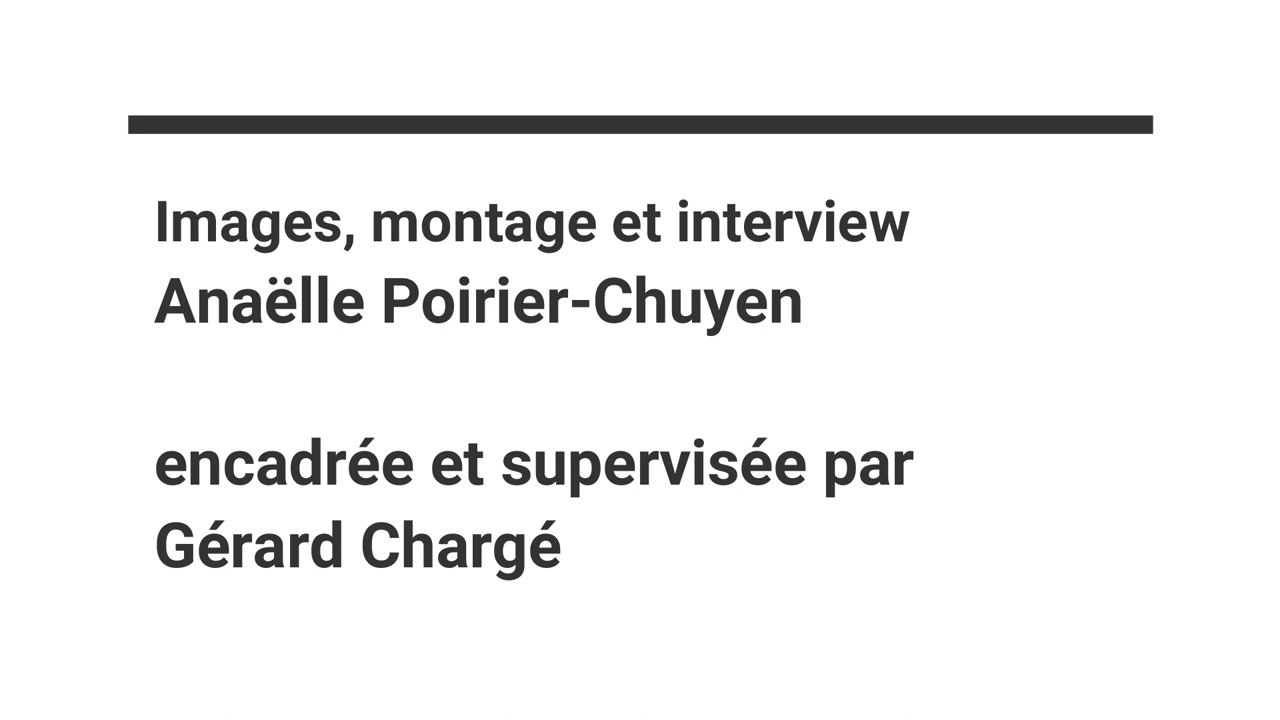 Images, montage et interview
Anaëlle Poirier-Chuyen
encadrée et supervisée par
Gérard Chargé